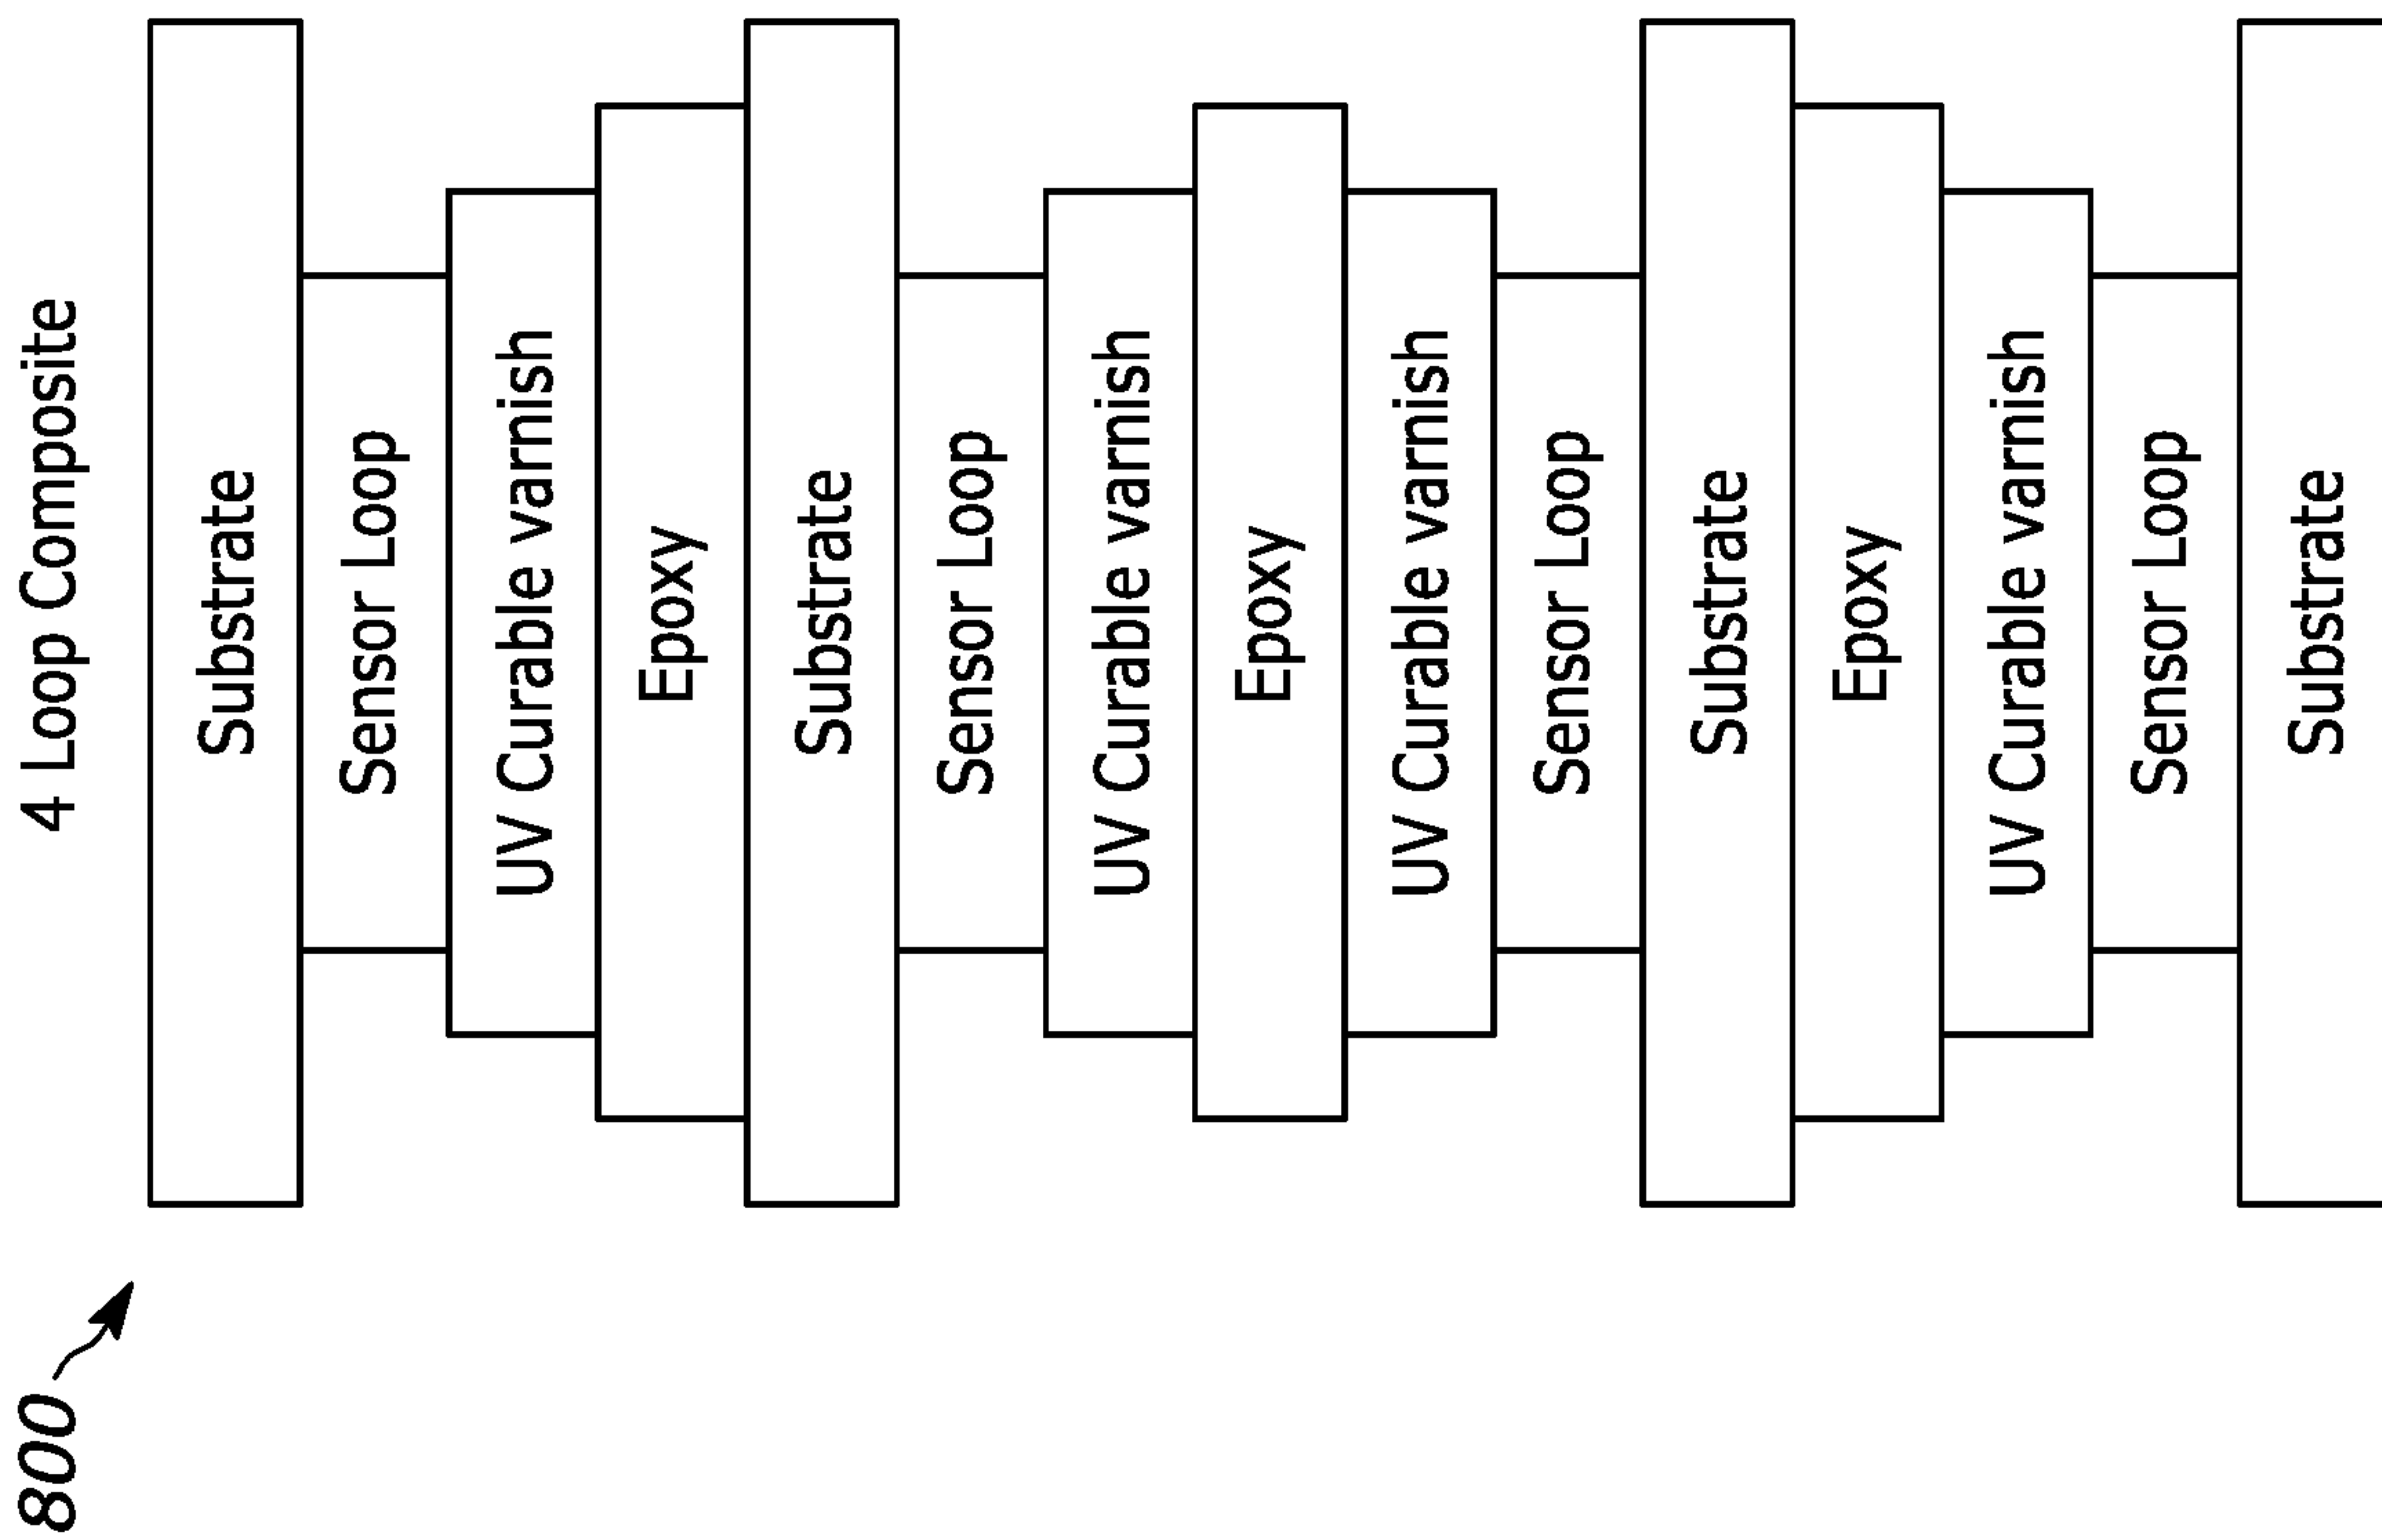 800
4 Loop Composite
Substrate
Sensor Loop
UV Curable varnish
Epoxy
Substrate
Sensor Loop
UV Curable varnish
Epoxy
UV Curable varnish
Sensor Loop
Substrate
Epoxy
UV Curable varnish
Sensor Loop
Substrate